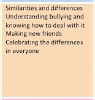 Similarities and differences
Understanding bullying and
knowing how to deal with it
Making new friends
Celebrating the differences
in everyone